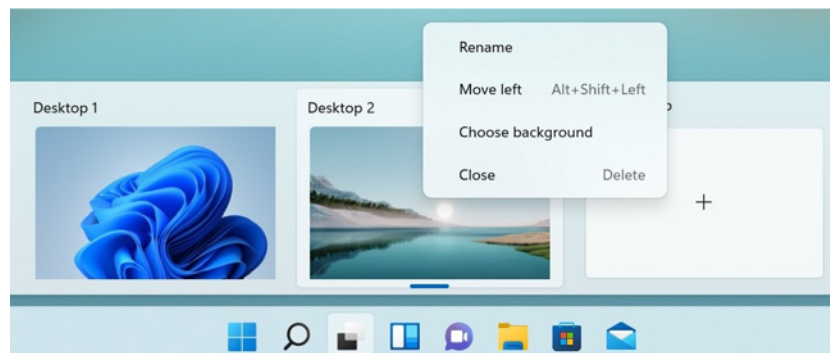 Rename
Move left Alt+Shift+Left
Desktop 1
Desktop 2
Choose background
Close Delete